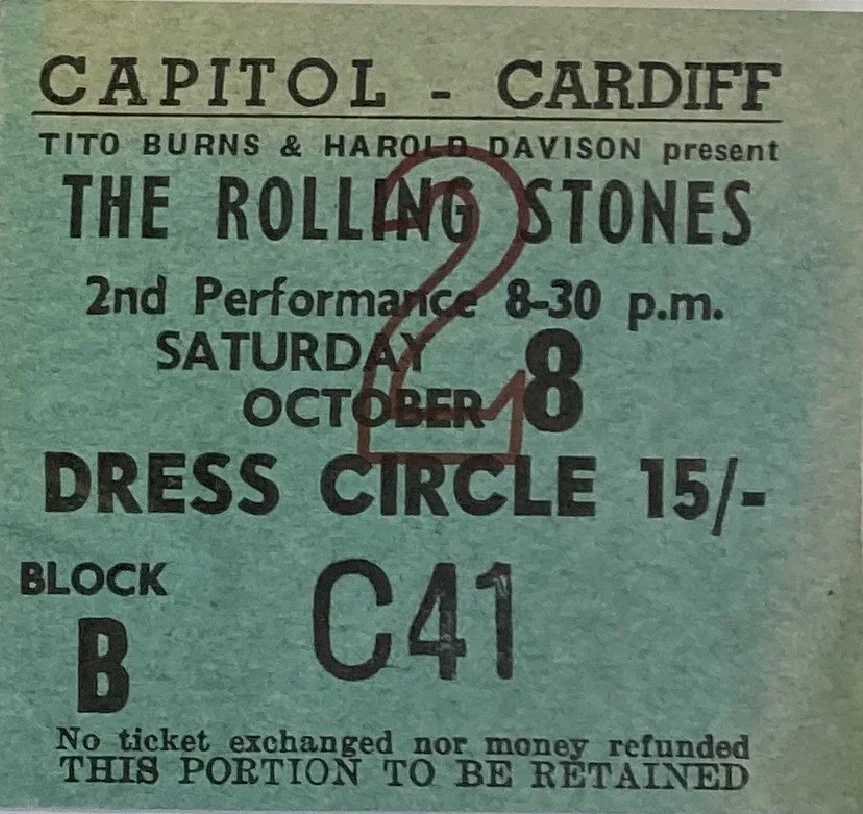 CAPITOL - CARDIFF
TITO BURNS & HAROLD DAVISON present
THE ROLLING STONES
2nd Performance 8-30 p.m.
SATURDAY
OCTOBER 8
2
DRESS CIRCLE 15/-
BLOCK
B
C41
No ticket exchanged nor money refunded
THIS PORTION TO BE RETAINED